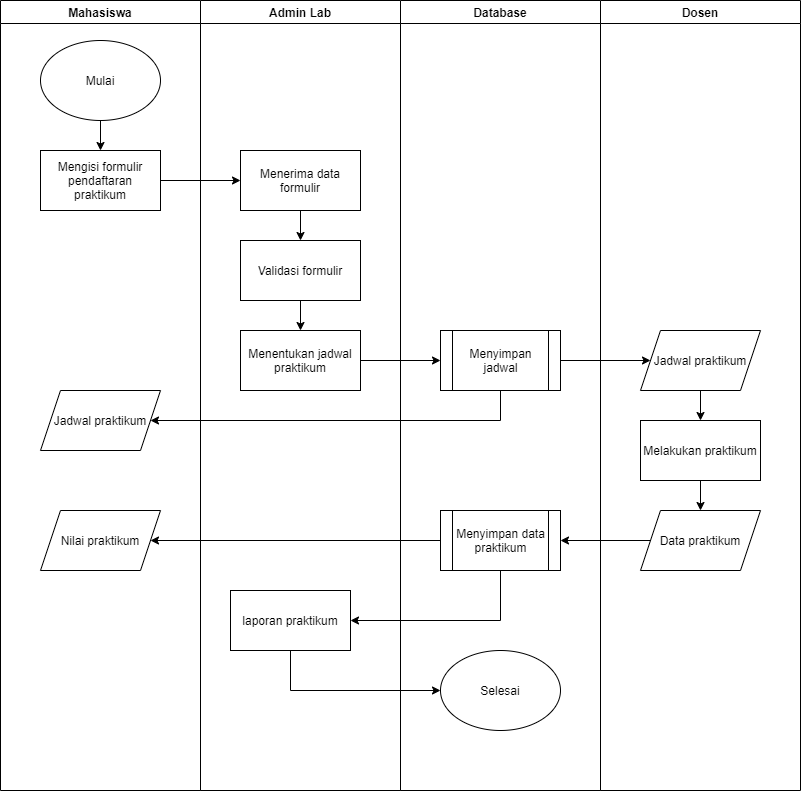 Mahasiswa
Admin Lab
Database
Dosen
Mulai
Mengisi formulir
pendaftaran
praktikum
Menerima data
formulir
Validasi formulir
Menentukan jadwal
praktikum
Menyimpan
jadwal
Jadwal praktikum
Jadwal praktikum
Melakukan praktikum
Nilai praktikum
Menyimpan data
praktikum
Data praktikum
laporan praktikum
Selesai